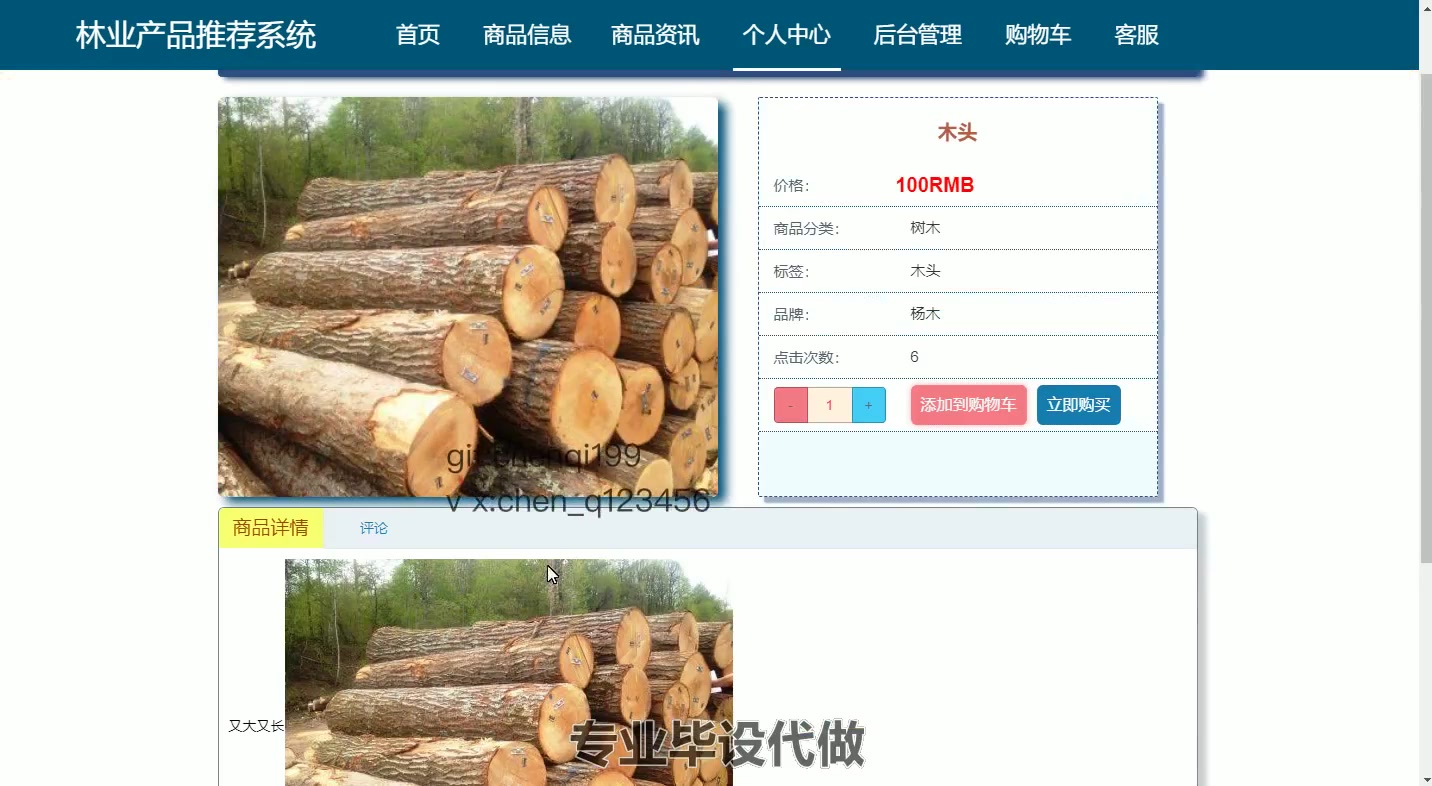 林业产品推荐系统 首页 商品信息 商品资讯 个人中心 后台管理 购物车 客服
木头
价格: 100RMB
商品分类: 树木
标签: 木头
品牌: 杨木
点击次数: 6
- 1 + 添加到购物车 立即购买
git:chenqi199
v x:chen_q123456
商品详情 评论
又大又长
专业毕设代做